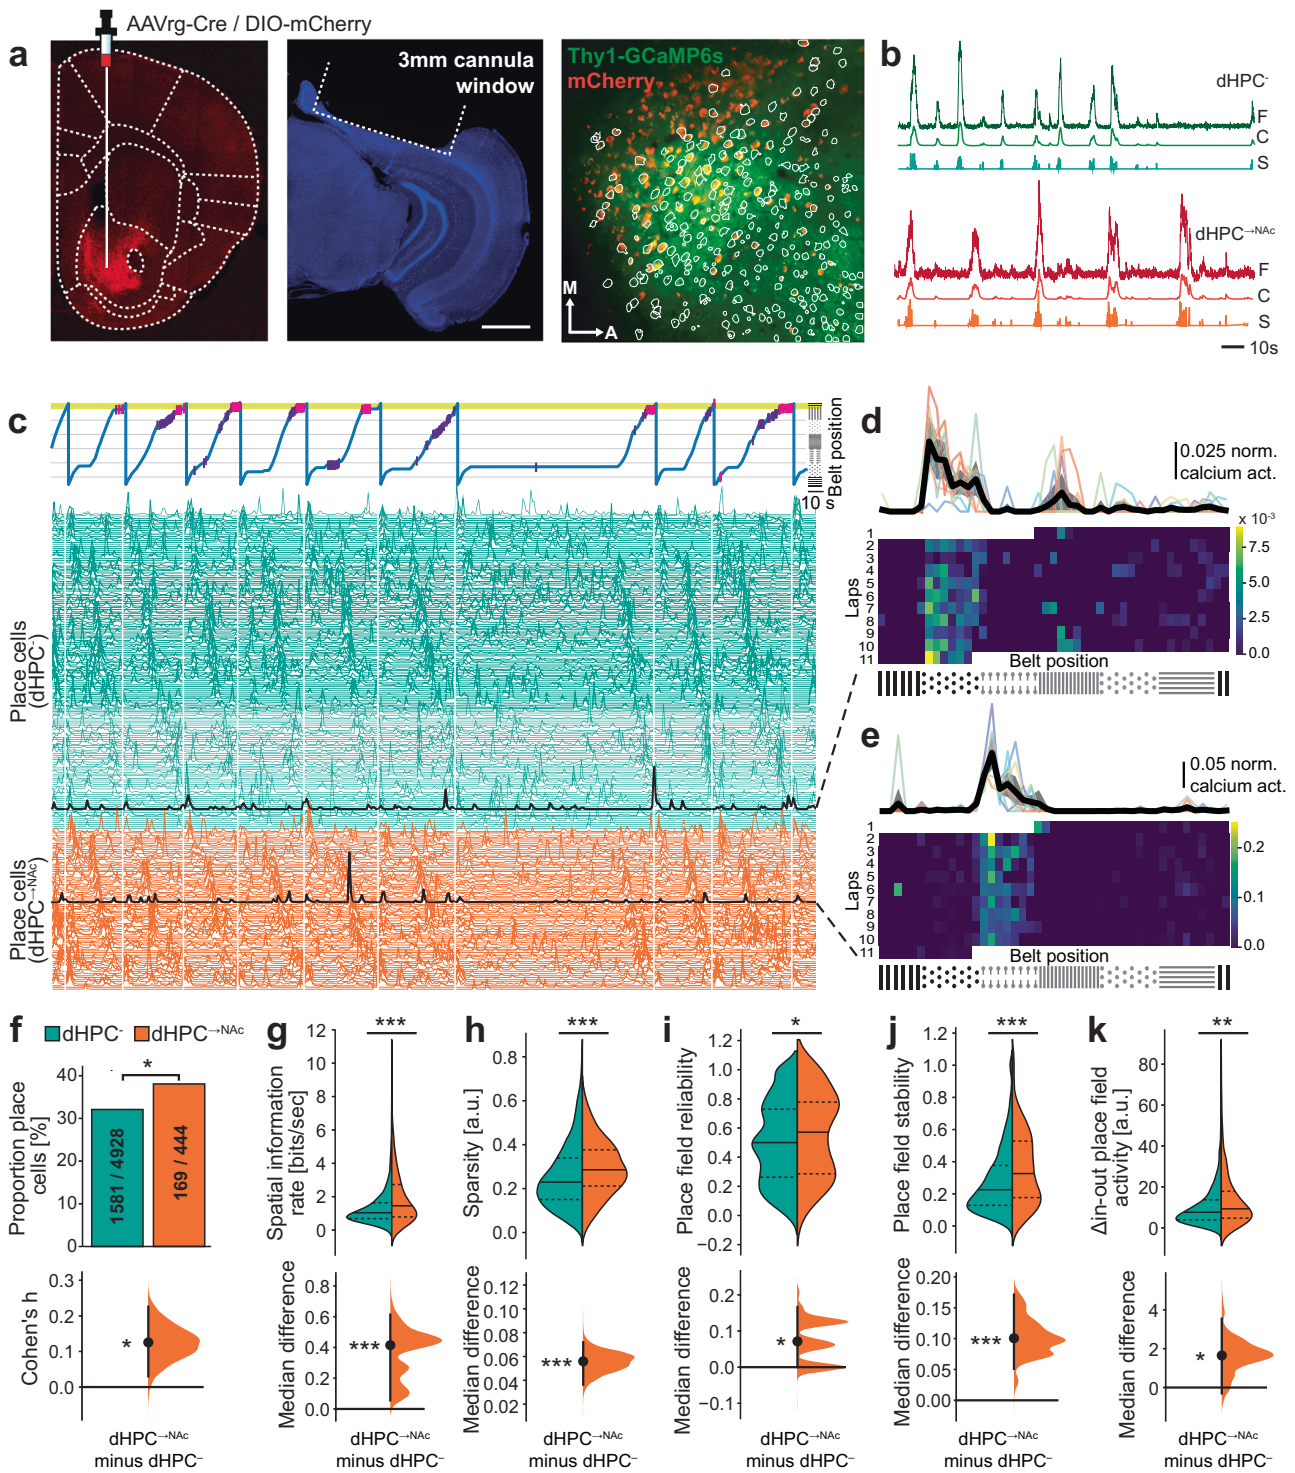 a
AAVrg-Cre / DIO-mCherry
3mm cannula
window
Thy1-GCaMP6s
mCherry
M
A
b
dHPC⁻
F
C
S
dHPC→NAc
F
C
S
10s
c
Belt position
10 s
Place cells
(dHPC⁻)
Place cells
(dHPC→NAc)
d
0.025 norm.
calcium act.
x 10⁻³
7.5
5.0
2.5
0.0
Laps
1
2
3
4
5
6
7
8
9
10
11
Belt position
e
0.05 norm.
calcium act.
0.2
0.1
0.0
Laps
1
2
3
4
5
6
7
8
9
10
11
Belt position
f
dHPC⁻
dHPC→NAc
*
Proportion place
cells [%]
40
30
20
10
0
1581 / 4928
169 / 444
Cohen's h
0.3
0.2
0.1
0.0
*
dHPC→NAc
minus dHPC⁻
g
***
Spatial information
rate [bits/sec]
12
10
8
6
4
2
0
Median difference
0.8
0.6
0.4
0.2
0.0
***
dHPC→NAc
minus dHPC⁻
h
***
Sparsity [a.u.]
0.8
0.6
0.4
0.2
0.0
Median difference
0.12
0.10
0.08
0.06
0.04
0.02
***
dHPC→NAc
minus dHPC⁻
i
*
Place field reliability
1.2
1.0
0.8
0.6
0.4
0.2
0.0
−0.2
Median difference
0.2
0.1
0.0
−0.1
*
dHPC→NAc
minus dHPC⁻
j
***
Place field stability
1.2
1.0
0.8
0.6
0.4
0.2
0.0
Median difference
0.20
0.15
0.10
0.05
0.00
***
dHPC→NAc
minus dHPC⁻
k
**
Δin-out place field
activity [a.u.]
80
60
40
20
0
Median difference
4
2
0
*
dHPC→NAc
minus dHPC⁻